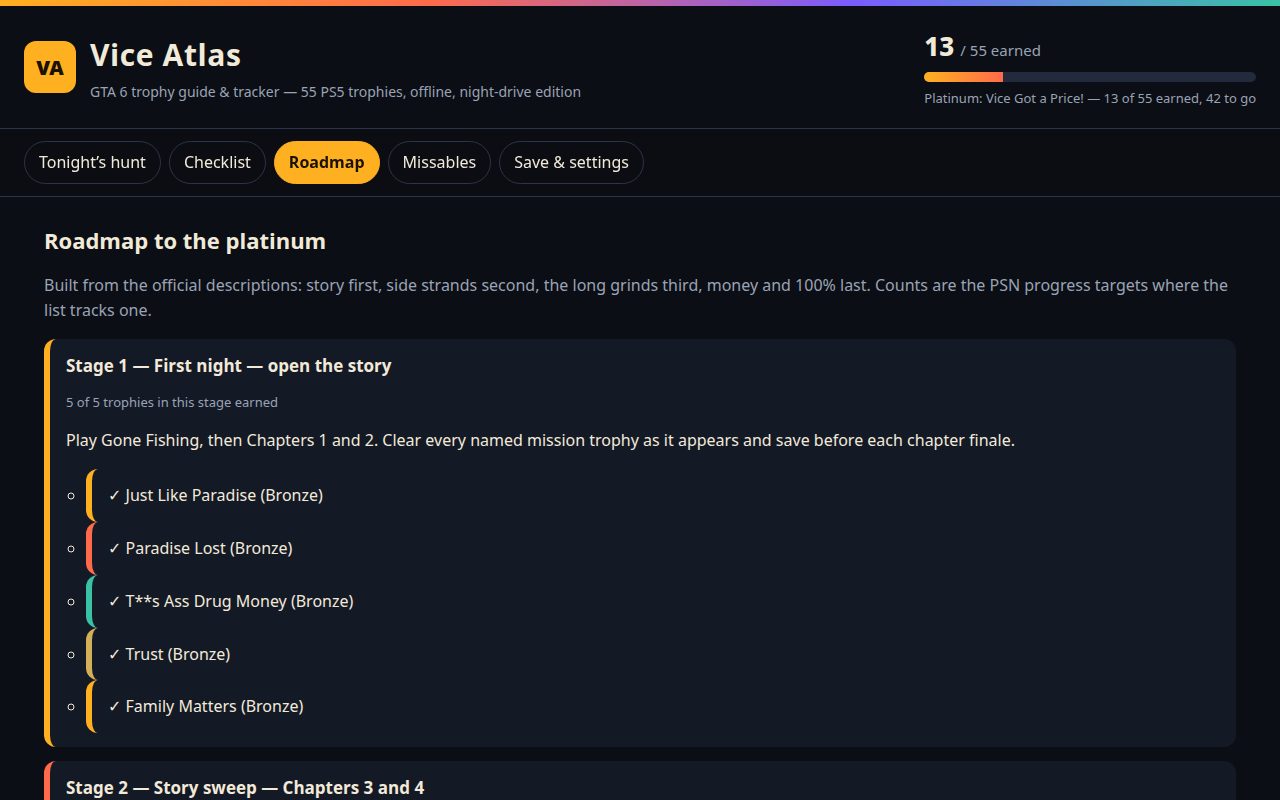 VA
Vice Atlas
GTA 6 trophy guide & tracker — 55 PS5 trophies, offline, night-drive edition
13 / 55 earned
Platinum: Vice Got a Price! — 13 of 55 earned, 42 to go
Tonight’s hunt
Checklist
Roadmap
Missables
Save & settings
Roadmap to the platinum
Built from the official descriptions: story first, side strands second, the long grinds third, money and 100% last. Counts are the PSN progress targets where the
list tracks one.
Stage 1 — First night — open the story
5 of 5 trophies in this stage earned
Play Gone Fishing, then Chapters 1 and 2. Clear every named mission trophy as it appears and save before each chapter finale.
✓ Just Like Paradise (Bronze)
✓ Paradise Lost (Bronze)
✓ T**s Ass Drug Money (Bronze)
✓ Trust (Bronze)
✓ Family Matters (Bronze)
Stage 2 — Story sweep — Chapters 3 and 4